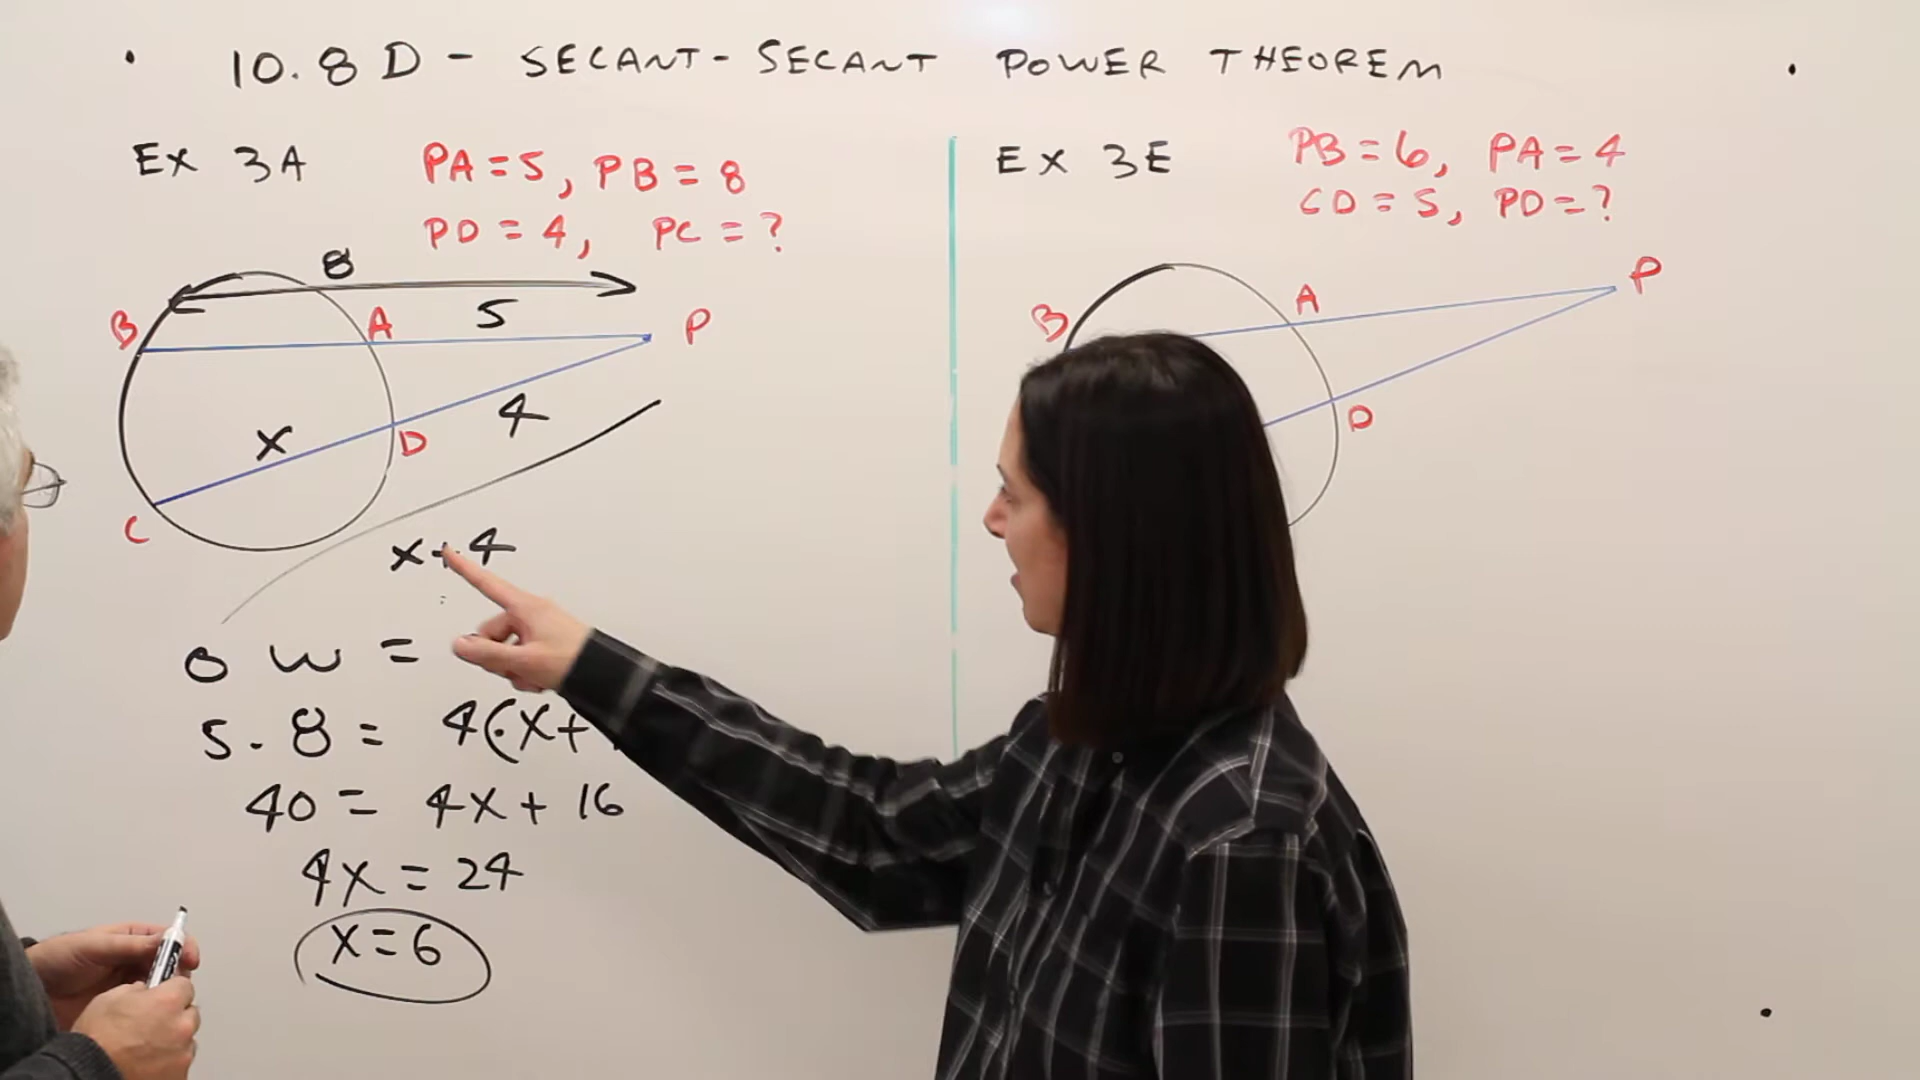 10.8 D - SECANT-SECANT POWER THEOREM
Ex 3A
PA = 5, PB = 8
PD = 4, PC = ?
8
B
A
5
P
x
D
4
C
x+4
O W =
5 · 8 = 4(x+
40 = 4x + 16
4x = 24
x = 6
Ex 3E
PB = 6, PA = 4
CD = 5, PD = ?
P
B
A
D